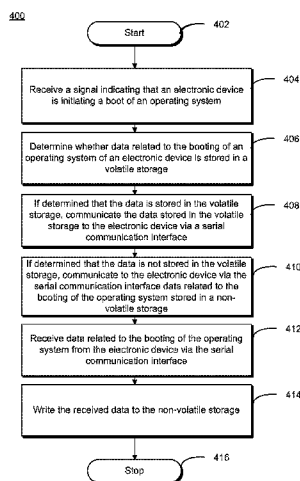 400
Start
402
Receive a signal indicating that an electronic device
is initiating a boot of an operating system
404
Determine whether data related to the booting of an
operating system of an electronic device is stored in a
volatile storage
406
If determined that the data is stored in the volatile
storage, communicate the data stored in the volatile
storage to the electronic device via a serial
communication interface
408
If determined that the data is not stored in the volatile
storage, communicate to the electronic device via the
serial communication interface data related to the
booting of the operating system stored in a non-
volatile storage
410
Receive data related to the booting of the operating
system from the electronic device via the serial
communication interface
412
Write the received data to the non-volatile storage
414
Stop
416